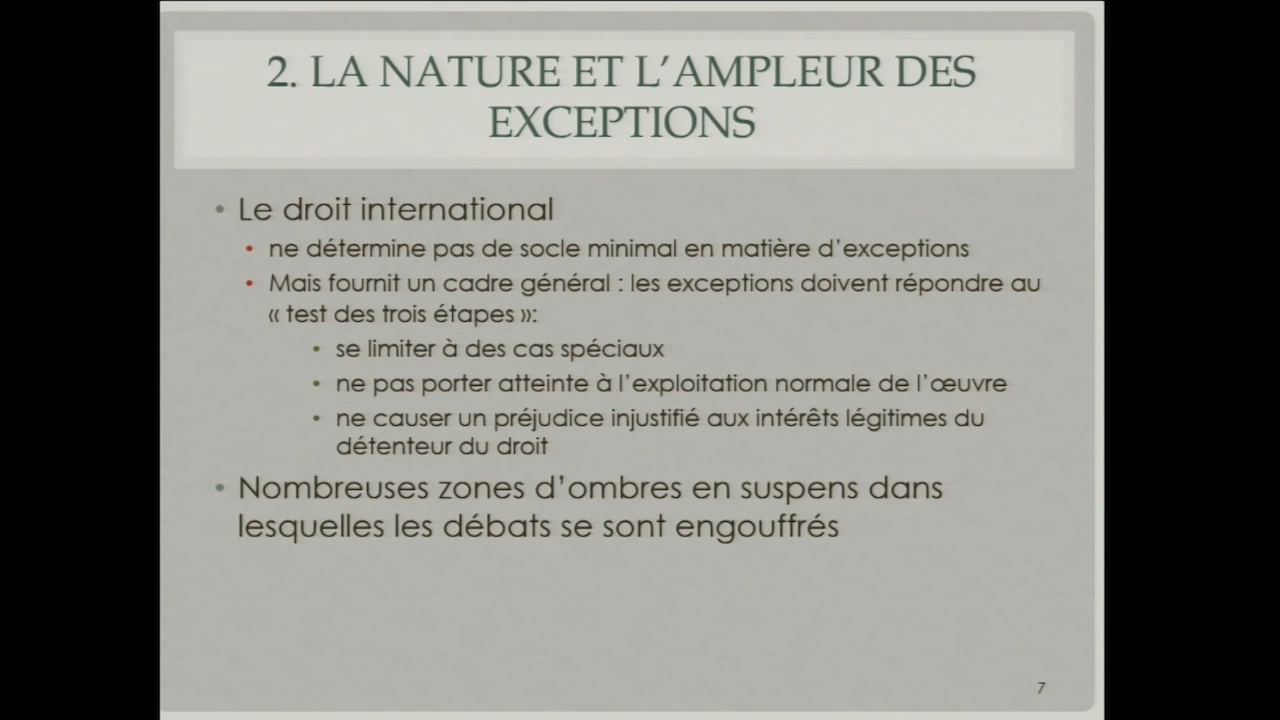 2. LA NATURE ET L'AMPLEUR DES
EXCEPTIONS
• Le droit international
• ne détermine pas de socle minimal en matière d'exceptions
• Mais fournit un cadre général : les exceptions doivent répondre au
« test des trois étapes »:
• se limiter à des cas spéciaux
• ne pas porter atteinte à l'exploitation normale de l'œuvre
• ne causer un préjudice injustifié aux intérêts légitimes du
détenteur du droit
• Nombreuses zones d'ombres en suspens dans
lesquelles les débats se sont engouffrés
7